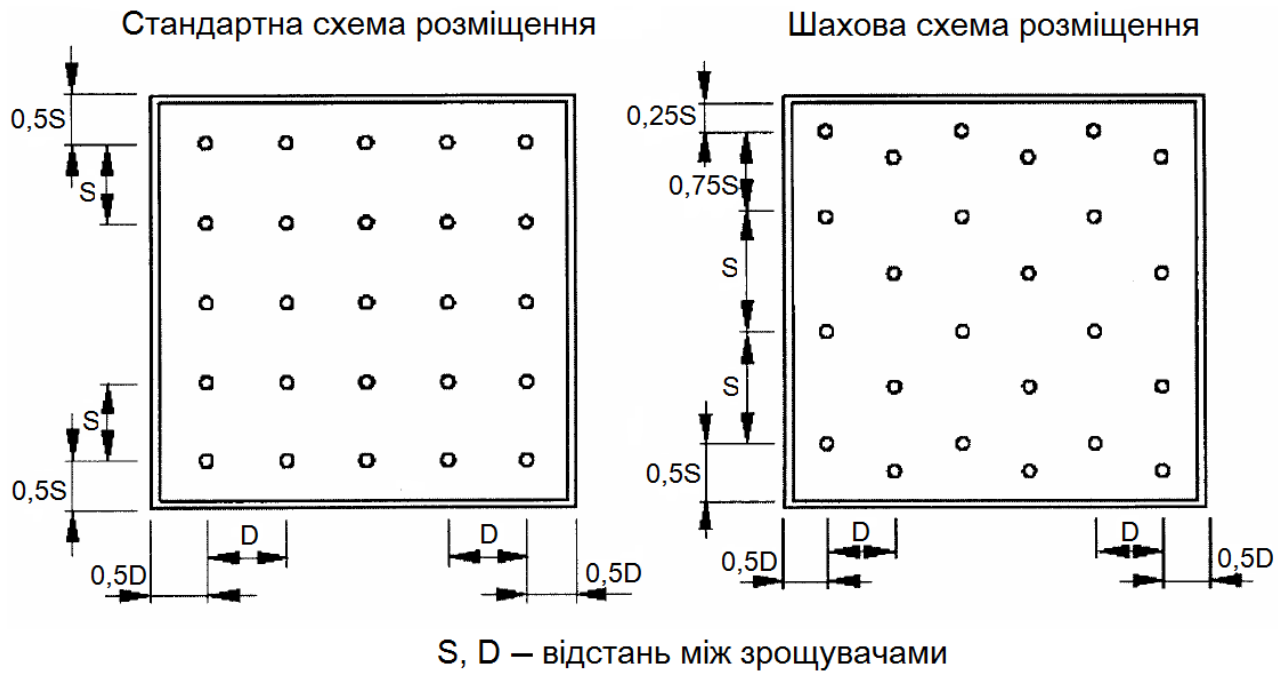 Стандартна схема розміщення
Шахова схема розміщення
0,5S
S
S
0,5S
D
D
0,5D
0,5D
0,25S
0,75S
S
S
0,5S
D
D
0,5D
0,5D
S, D — відстань між зрощувачами